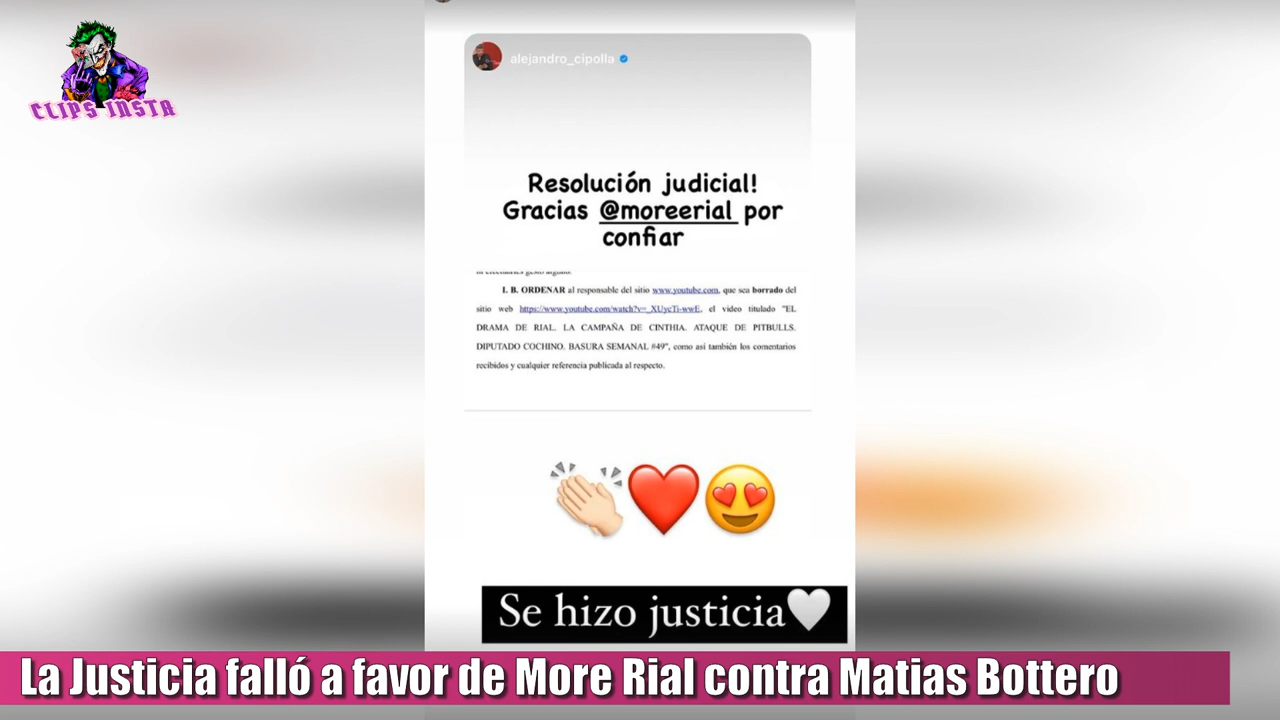 CLIPS INSTA
alejandro_cipolla
Resolución judicial!
Gracias @moreerial por
confiar
I. B. ORDENAR al responsable del sitio www.youtube.com, que sea borrado del
sitio web https://www.youtube.com/watch?v=_XUycTi-wwE, el video titulado "EL
DRAMA DE RIAL. LA CAMPAÑA DE CINTHIA. ATAQUE DE PITBULLS.
DIPUTADO COCHINO. BASURA SEMANAL #49", como así también los comentarios
recibidos y cualquier referencia publicada al respecto.
Se hizo justicia
La Justicia falló a favor de More Rial contra Matias Bottero